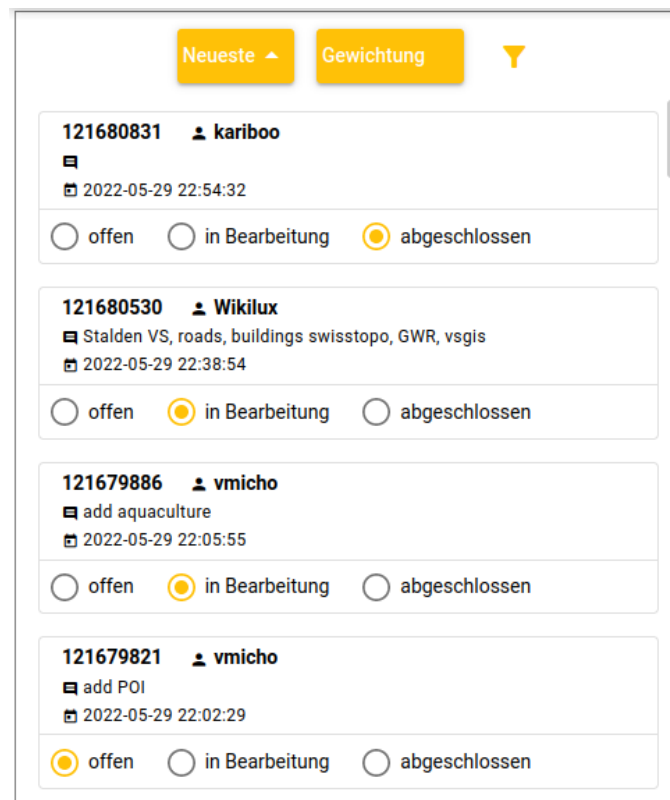 Neueste Gewichtung
121680831 kariboo
2022-05-29 22:54:32
offen in Bearbeitung abgeschlossen
121680530 Wikilux
Stalden VS, roads, buildings swisstopo, GWR, vsgis
2022-05-29 22:38:54
offen in Bearbeitung abgeschlossen
121679886 vmicho
add aquaculture
2022-05-29 22:05:55
offen in Bearbeitung abgeschlossen
121679821 vmicho
add POI
2022-05-29 22:02:29
offen in Bearbeitung abgeschlossen